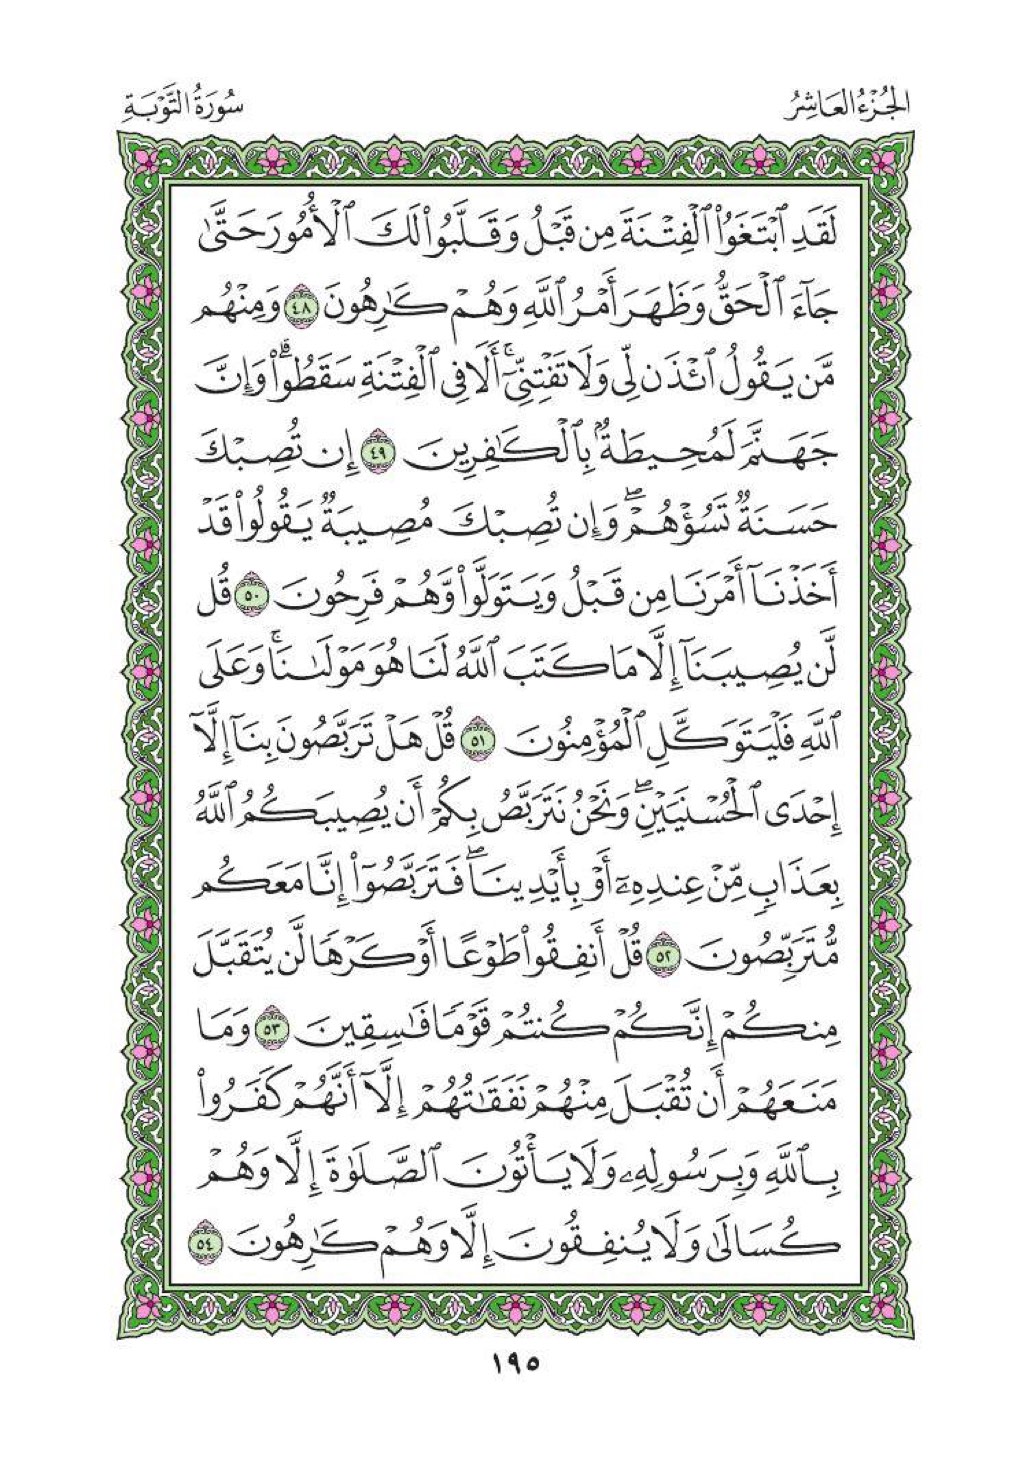 الجُزْءُ العَاشِرُ
سُورَةُ التَّوْبَةِ
لَقَدِ ٱبْتَغَوُا۟ ٱلْفِتْنَةَ مِن قَبْلُ وَقَلَّبُوا۟ لَكَ ٱلْأُمُورَ حَتَّىٰ
جَآءَ ٱلْحَقُّ وَظَهَرَ أَمْرُ ٱللَّهِ وَهُمْ كَـٰرِهُونَ ٤٨ وَمِنْهُم
مَّن يَقُولُ ٱئْذَن لِّى وَلَا تَفْتِنِّىٓ ۚ أَلَا فِى ٱلْفِتْنَةِ سَقَطُوا۟ ۗ وَإِنَّ
جَهَنَّمَ لَمُحِيطَةٌۢ بِٱلْكَـٰفِرِينَ ٤٩ إِن تُصِبْكَ
حَسَنَةٌ تَسُؤْهُمْ ۖ وَإِن تُصِبْكَ مُصِيبَةٌ يَقُولُوا۟ قَدْ
أَخَذْنَآ أَمْرَنَا مِن قَبْلُ وَيَتَوَلَّوا۟ وَّهُمْ فَرِحُونَ ٥٠ قُل
لَّن يُصِيبَنَآ إِلَّا مَا كَتَبَ ٱللَّهُ لَنَا هُوَ مَوْلَىٰنَا ۚ وَعَلَى
ٱللَّهِ فَلْيَتَوَكَّلِ ٱلْمُؤْمِنُونَ ٥١ قُلْ هَلْ تَرَبَّصُونَ بِنَآ إِلَّآ
إِحْدَى ٱلْحُسْنَيَيْنِ ۖ وَنَحْنُ نَتَرَبَّصُ بِكُمْ أَن يُصِيبَكُمُ ٱللَّهُ
بِعَذَابٍ مِّنْ عِندِهِۦٓ أَوْ بِأَيْدِينَا ۖ فَتَرَبَّصُوٓا۟ إِنَّا مَعَكُم
مُّتَرَبِّصُونَ ٥٢ قُلْ أَنفِقُوا۟ طَوْعًا أَوْ كَرْهًا لَّن يُتَقَبَّلَ
مِنكُمْ ۖ إِنَّكُمْ كُنتُمْ قَوْمًا فَـٰسِقِينَ ٥٣ وَمَا
مَنَعَهُمْ أَن تُقْبَلَ مِنْهُمْ نَفَقَـٰتُهُمْ إِلَّآ أَنَّهُمْ كَفَرُوا۟
بِٱللَّهِ وَبِرَسُولِهِۦ وَلَا يَأْتُونَ ٱلصَّلَوٰةَ إِلَّا وَهُمْ
كُسَالَىٰ وَلَا يُنفِقُونَ إِلَّا وَهُمْ كَـٰرِهُونَ ٥٤
١٩٥